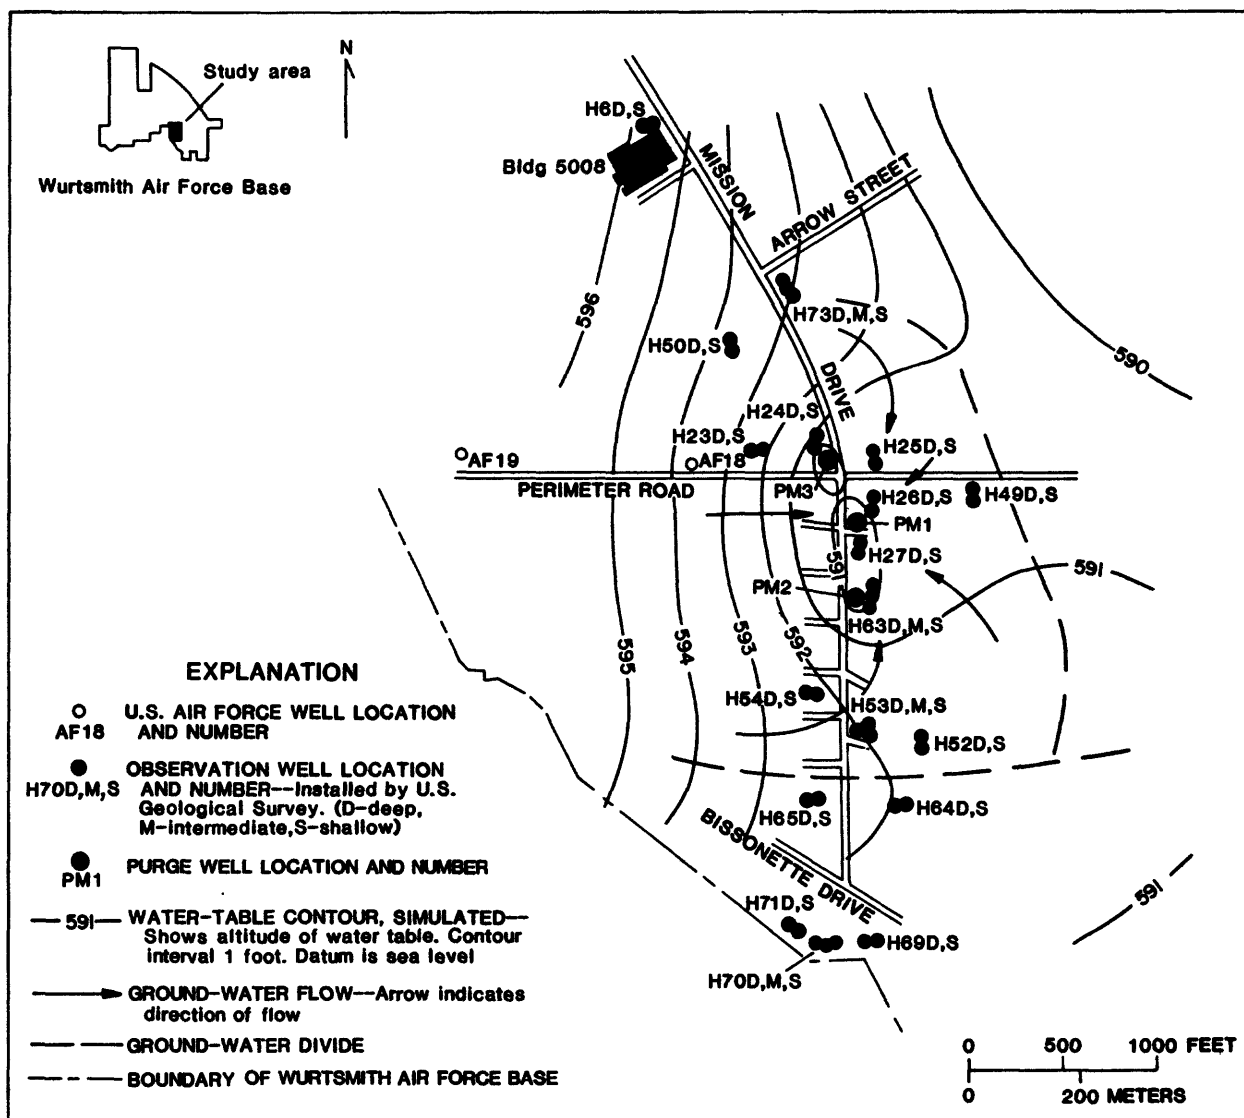 N
Study area
Wurtsmith Air Force Base
H6D,S
Bldg 5008
MISSION
ARROW STREET
596
H73D,M,S
H50D,S
590
DRIVE
H24D,S
H23D,S
H25D,S
AF19
AF18
PERIMETER ROAD
PM3
H26D,S
H49D,S
PM1
H27D,S
591
591
PM2
H63D,M,S
595
594
593
592
H54D,S
H53D,M,S
H52D,S
H65D,S
H64D,S
BISSONETTE DRIVE
591
H71D,S
H69D,S
H70D,M,S
EXPLANATION
U.S. AIR FORCE WELL LOCATION
AF18 AND NUMBER
OBSERVATION WELL LOCATION
H70D,M,S AND NUMBER--Installed by U.S.
Geological Survey. (D-deep,
M-intermediate,S-shallow)
PURGE WELL LOCATION AND NUMBER
PM1
591 WATER-TABLE CONTOUR, SIMULATED--
Shows altitude of water table. Contour
interval 1 foot. Datum is sea level
GROUND-WATER FLOW--Arrow indicates
direction of flow
GROUND-WATER DIVIDE
BOUNDARY OF WURTSMITH AIR FORCE BASE
0 500 1000 FEET
0 200 METERS